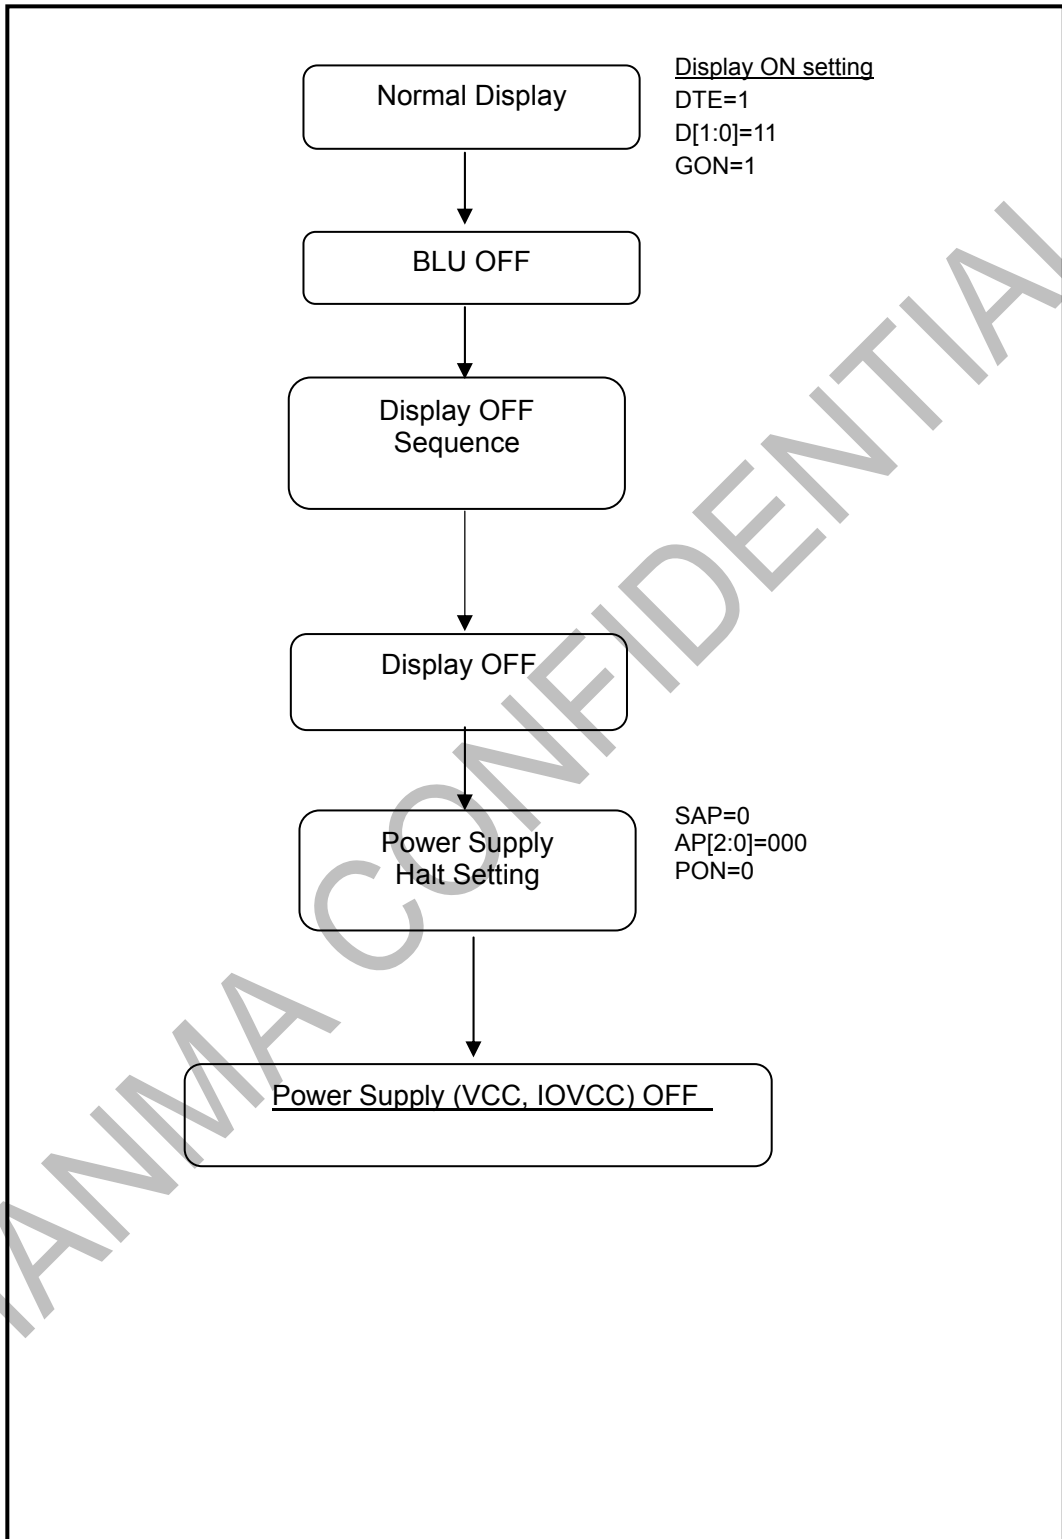 Normal Display
Display ON setting
DTE=1
D[1:0]=11
GON=1
BLU OFF
Display OFF
Sequence
Display OFF
Power Supply
Halt Setting
SAP=0
AP[2:0]=000
PON=0
Power Supply (VCC, IOVCC) OFF
IANMA CONFIDENTIAL